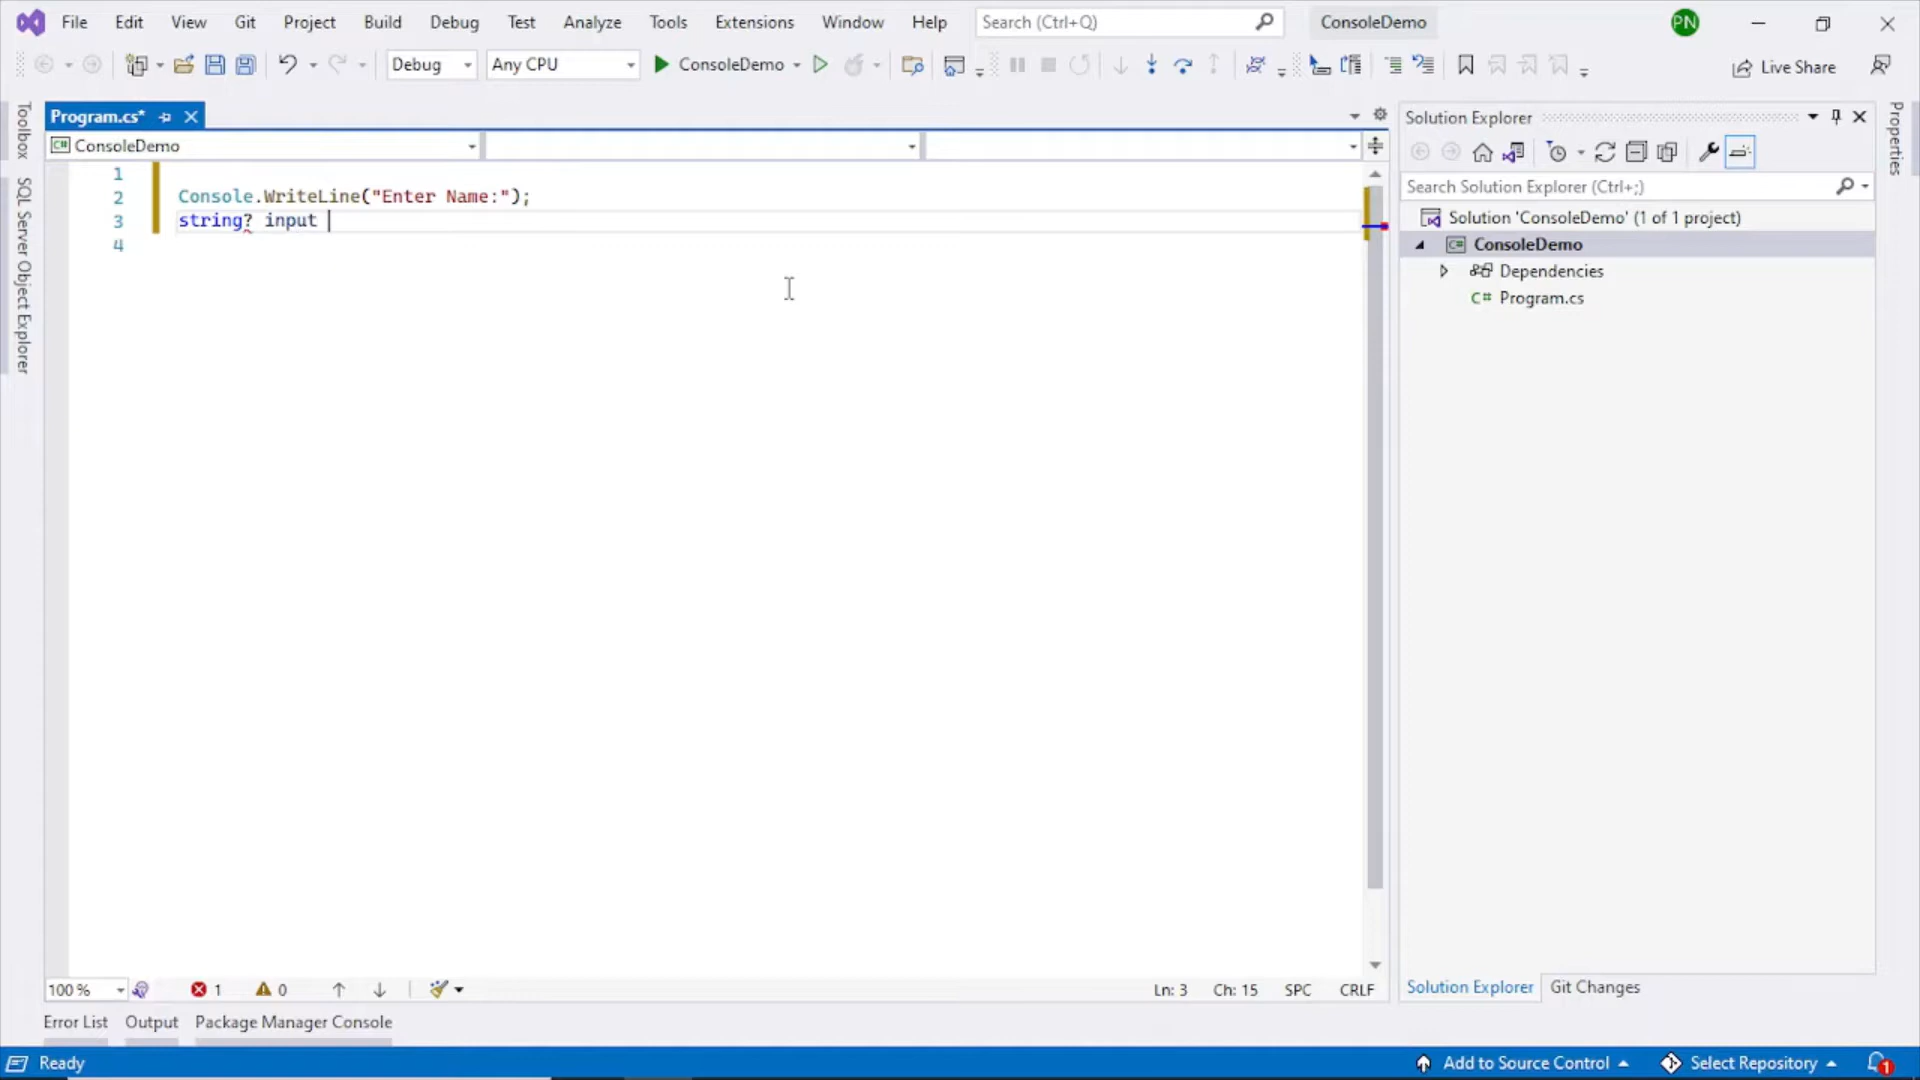 File Edit View Git Project Build Debug Test Analyze Tools Extensions Window Help Search (Ctrl+Q) ConsoleDemo PN
Debug Any CPU ConsoleDemo Live Share
Program.cs*
Solution Explorer
ConsoleDemo
Search Solution Explorer (Ctrl+;)
Solution 'ConsoleDemo' (1 of 1 project)
ConsoleDemo
Dependencies
C# Program.cs
1
2 Console.WriteLine("Enter Name:");
3 string? input
4
Toolbox
SQL Server Object Explorer
Properties
100 % 1 0 Ln: 3 Ch: 15 SPC CRLF
Solution Explorer Git Changes
Error List Output Package Manager Console
Ready Add to Source Control Select Repository 1